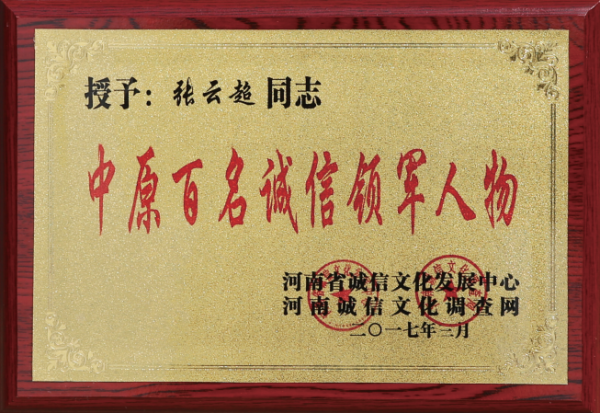 授予：张云超同志
中原百名诚信领军人物
河南省诚信文化发展中心
河南诚信文化调查网
二〇一七年三月